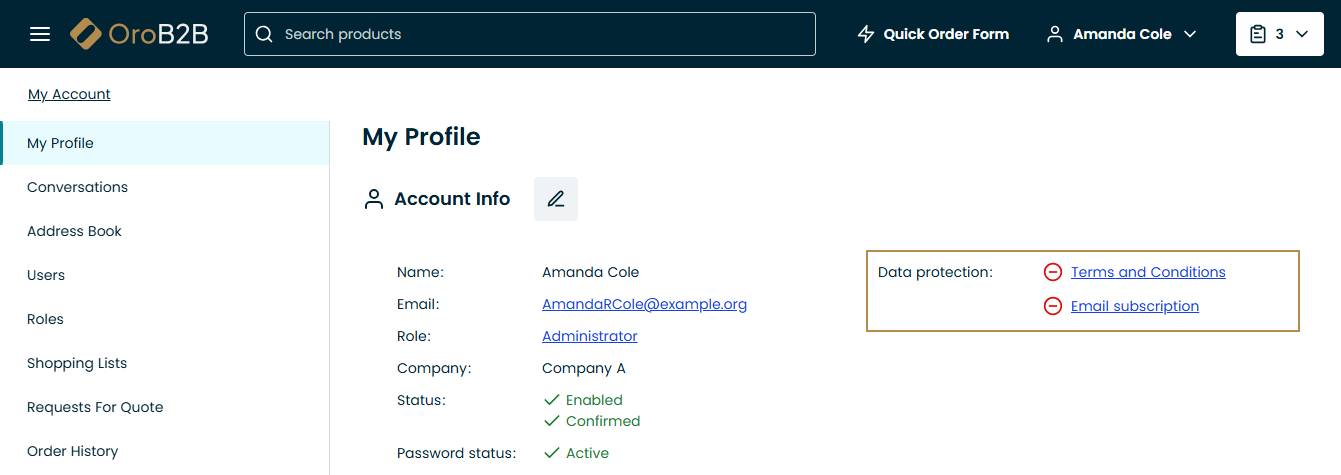 OroB2B
Search products
Quick Order Form
Amanda Cole
3
My Account
My Profile
Conversations
Address Book
Users
Roles
Shopping Lists
Requests For Quote
Order History
My Profile
Account Info
Name: Amanda Cole
Email: AmandaRCole@example.org
Role: Administrator
Company: Company A
Status: Enabled
Confirmed
Password status: Active
Data protection: Terms and Conditions
Email subscription